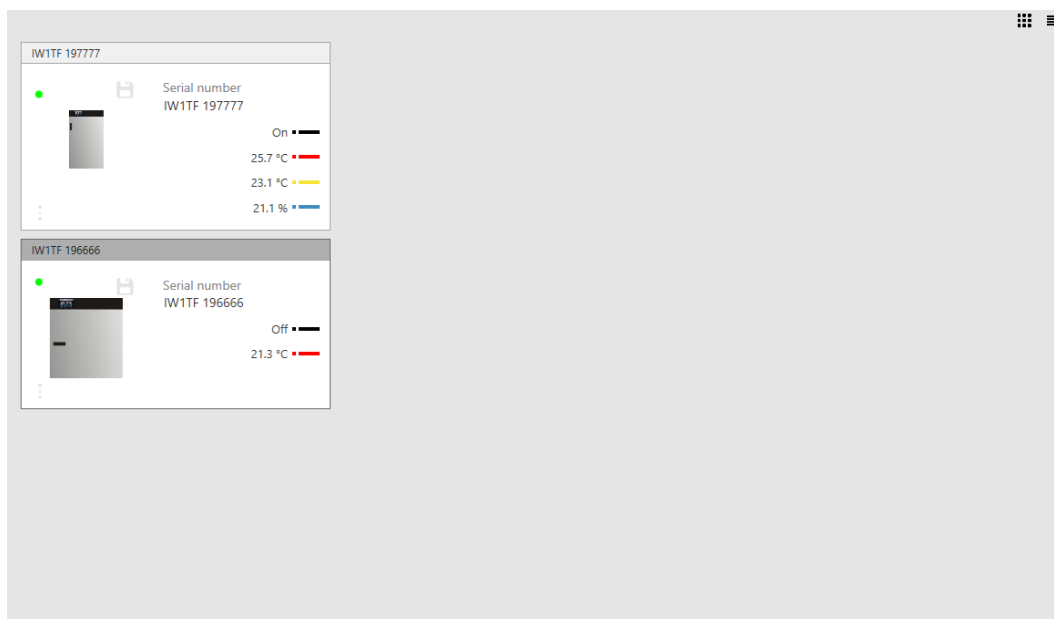 IW1TF 197777
Serial number
IW1TF 197777
On
25.7 °C
23.1 °C
21.1 %
IW1TF 196666
Serial number
IW1TF 196666
Off
21.3 °C